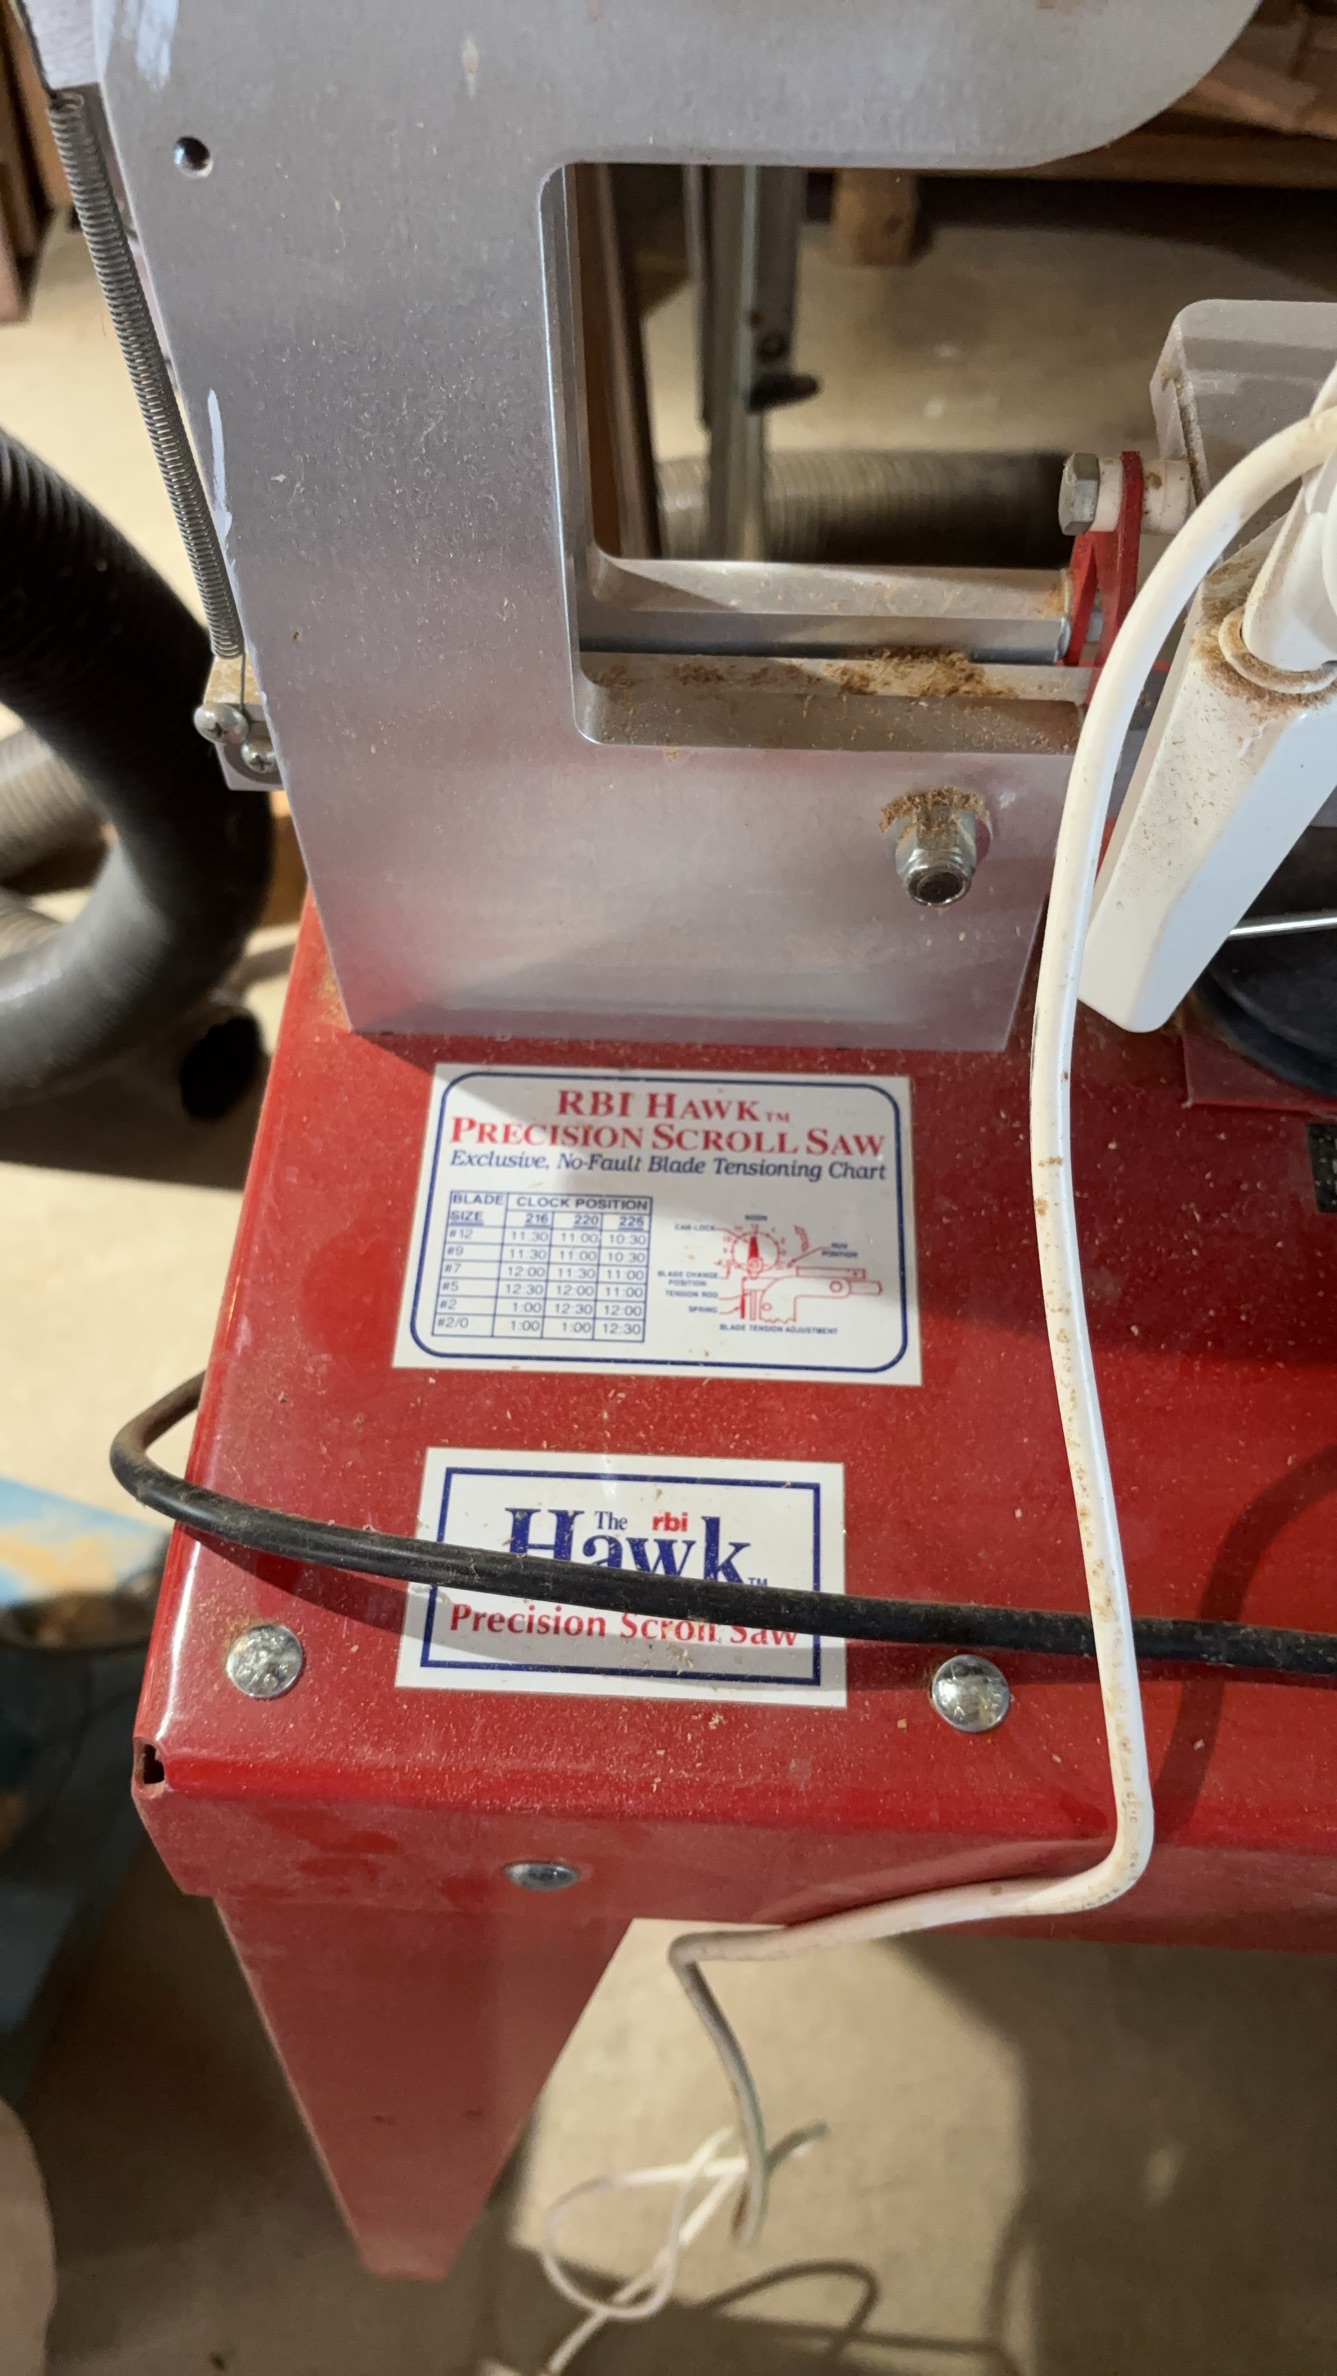 RBI HAWK™
PRECISION SCROLL SAW
Exclusive, No-Fault Blade Tensioning Chart
BLADE SIZE CLOCK POSITION
216 220 226
#12 11:30 11:00 10:30
#9 11:30 11:00 10:30
#7 12:00 11:30 11:00
#5 12:30 12:00 11:00
#2 1:00 12:30 12:00
#2/0 1:00 1:00 12:30
NOON
CAM-LOCK
RUN POSITION
BLADE CHANGE POSITION
TENSION ROD
SPRING
BLADE TENSION ADJUSTMENT
The rbi
Hawk™
Precision Scroll Saw